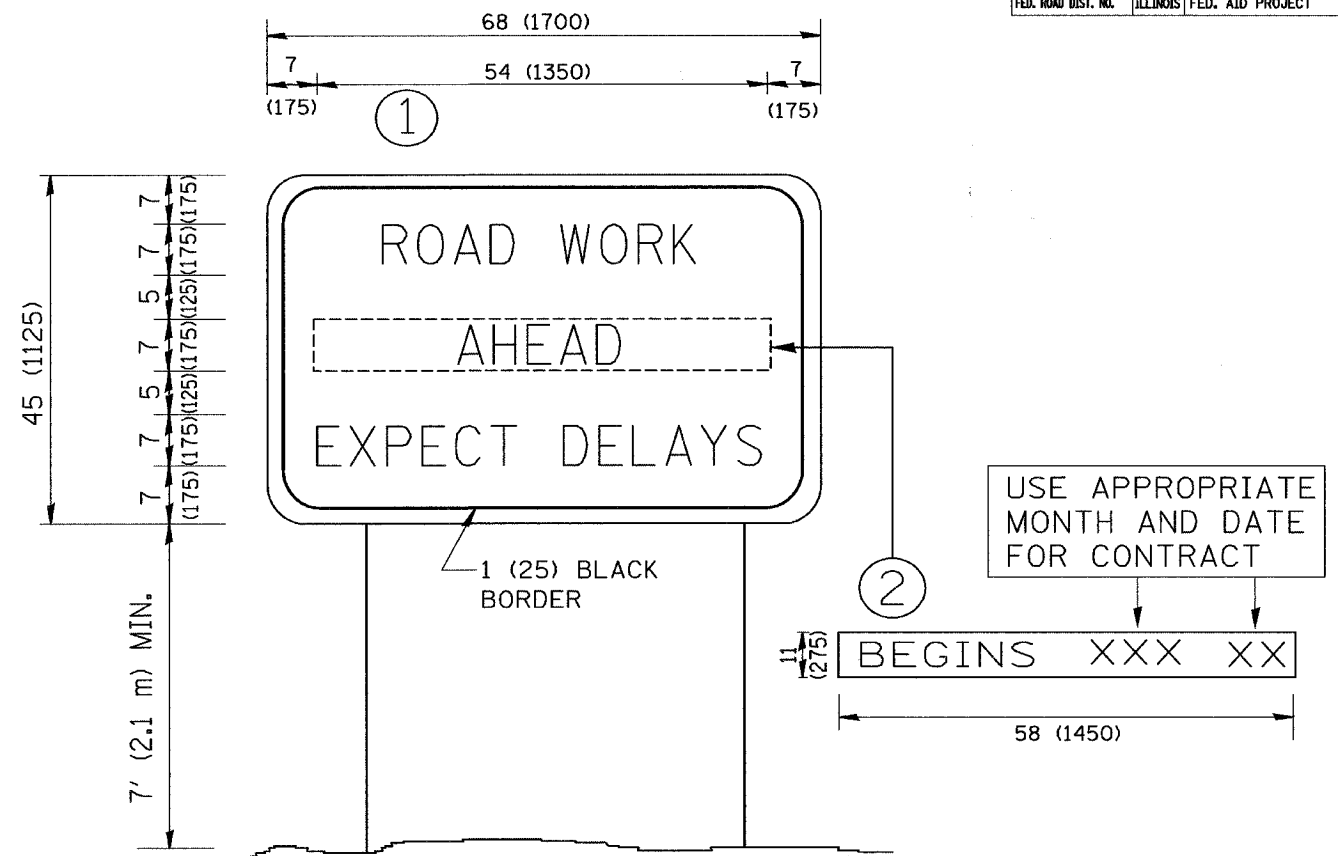 FED. ROAD DIST. NO. ILLINOIS FED. AID PROJECT
68 (1700)
7 54 (1350) 7
(175) (175)
1
45 (1125)
7 (175)
7 (175)
5 (125)
7 (175)
5 (125)
7 (175)
7 (175)
ROAD WORK
AHEAD
EXPECT DELAYS
1 (25) BLACK
BORDER
7' (2.1 m) MIN.
2
USE APPROPRIATE
MONTH AND DATE
FOR CONTRACT
11 (275)
BEGINS XXX XX
58 (1450)